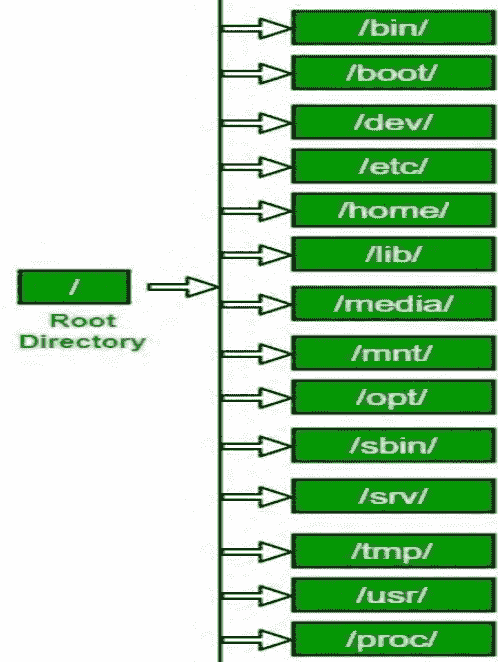 /bin/
/boot/
/dev/
/etc/
/home/
/lib/
/
Root
Directory
/media/
/mnt/
/opt/
/sbin/
/srv/
/tmp/
/usr/
/proc/